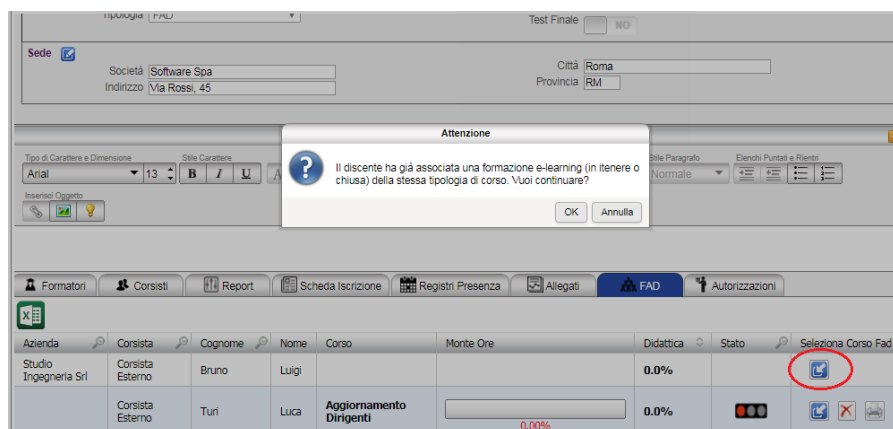 Tipologia FAD
Test Finale NO
Sede
Società Software Spa
Città Roma
Indirizzo Via Rossi, 45
Provincia RM
Attenzione
Il discente ha già associata una formazione e-learning (in itenere o
chiusa) della stessa tipologia di corso. Vuoi continuare?
OK Annulla
Tipo di Carattere e Dimensione Stile Carattere Stile Paragrafo Elenchi Puntati e Rientri
Arial 13 B I U A Normale
Inserisci Oggetto
Formatori Corsisti Report Scheda Iscrizione Registri Presenza Allegati FAD Autorizzazioni
Azienda Corsista Cognome Nome Corso Monte Ore Didattica Stato Seleziona Corso Fad
Studio
Ingegneria Srl
Corsista
Esterno
Bruno Luigi 0.0%
Corsista
Esterno
Turi Luca
Aggiornamento
Dirigenti
0.00%
0.0%